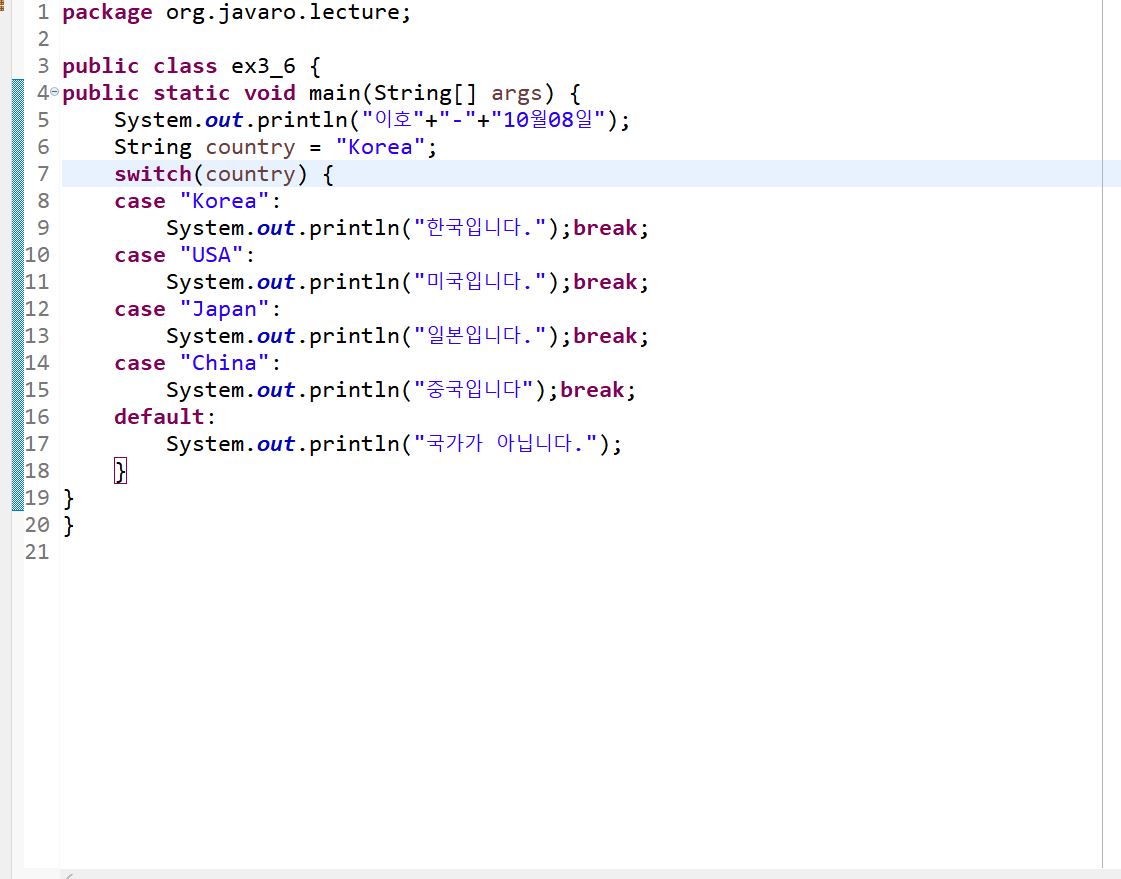 1 package org.javaro.lecture;
2
3 public class ex3_6 {
4 public static void main(String[] args) {
5     System.out.println("이호"+"-"+"10월08일");
6     String country = "Korea";
7     switch(country) {
8     case "Korea":
9         System.out.println("한국입니다.");break;
10     case "USA":
11         System.out.println("미국입니다.");break;
12     case "Japan":
13         System.out.println("일본입니다.");break;
14     case "China":
15         System.out.println("중국입니다");break;
16     default:
17         System.out.println("국가가 아닙니다.");
18     }
19 }
20 }
21